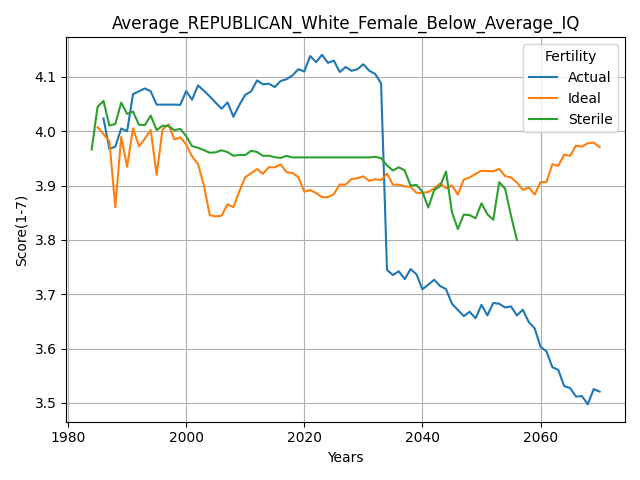 Average_REPUBLICAN_White_Female_Below_Average_IQ
Fertility
Actual
Ideal
Sterile
Score(1-7)
4.1
4.0
3.9
3.8
3.7
3.6
3.5
1980
2000
2020
2040
2060
Years